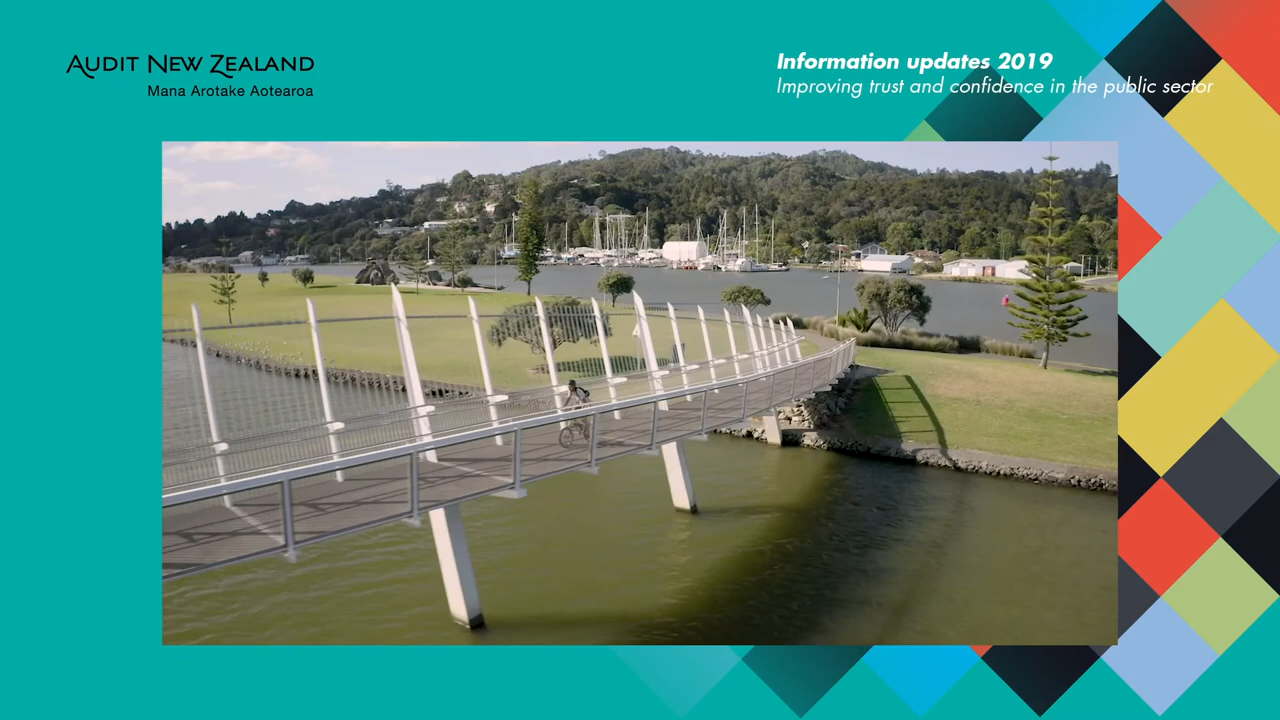 AUDIT NEW ZEALAND
Mana Arotake Aotearoa
Information updates 2019
Improving trust and confidence in the public sector